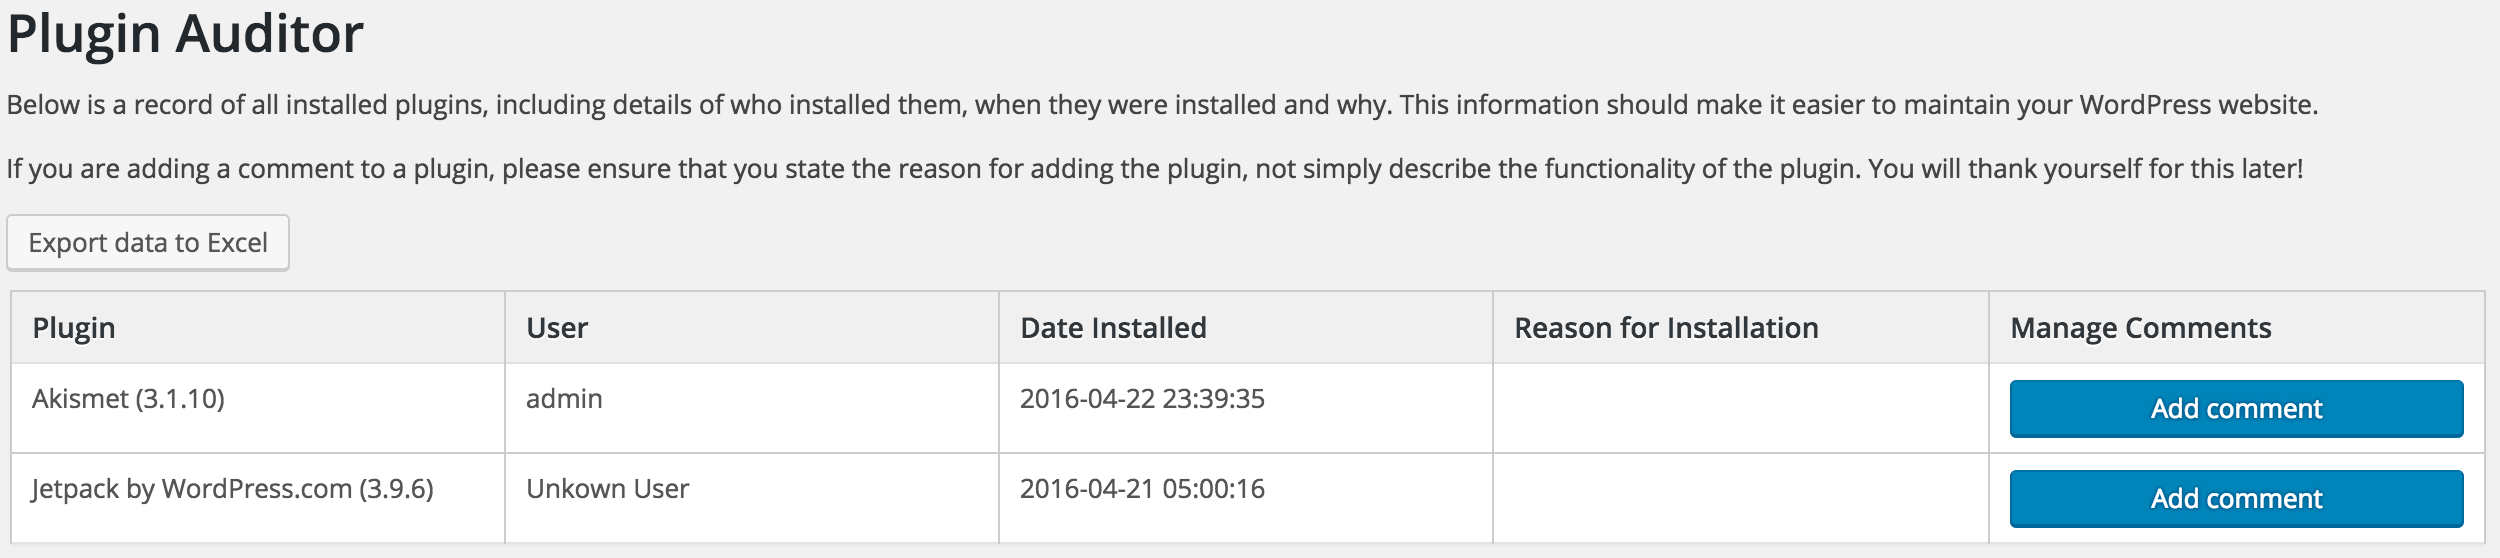 Plugin Auditor
Below is a record of all installed plugins, including details of who installed them, when they were installed and why. This information should make it easier to maintain your WordPress website.
If you are adding a comment to a plugin, please ensure that you state the reason for adding the plugin, not simply describe the functionality of the plugin. You will thank yourself for this later!
Export data to Excel
Plugin User Date Installed Reason for Installation Manage Comments
Akismet (3.1.10) admin 2016-04-22 23:39:35 Add comment
Jetpack by WordPress.com (3.9.6) Unkown User 2016-04-21 05:00:16 Add comment